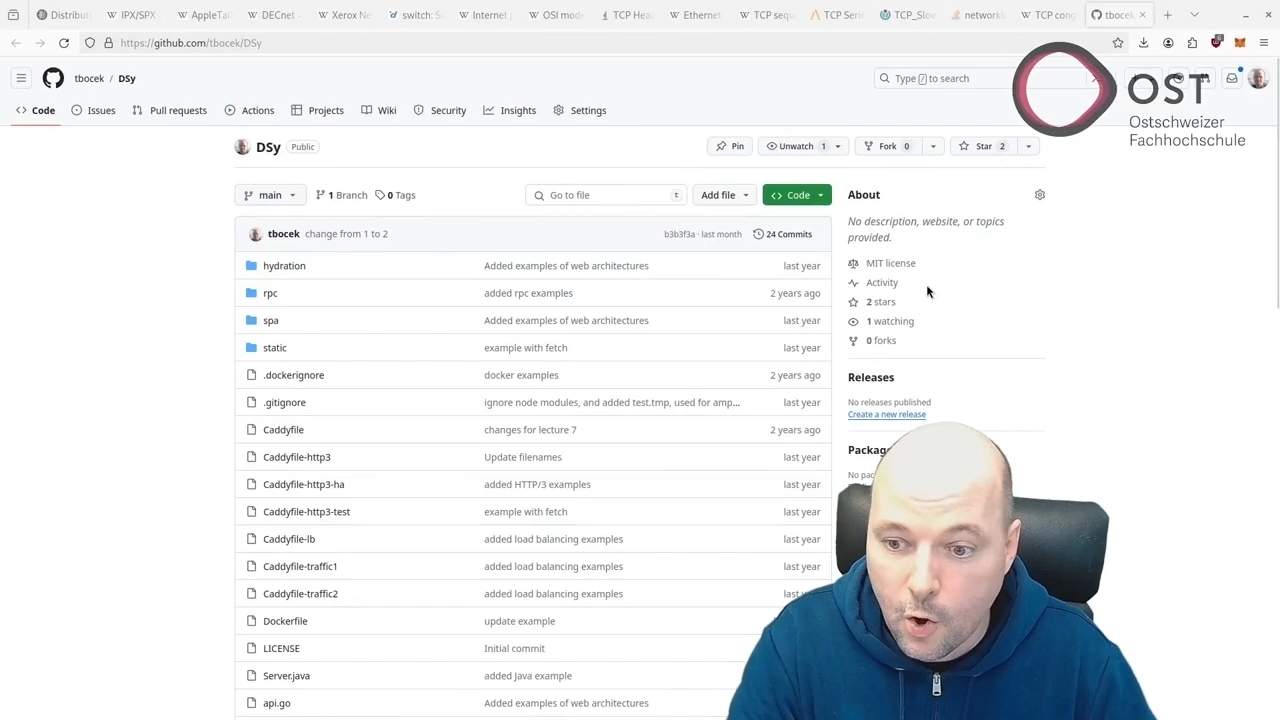 Distribut
IPX/SPX -
AppleTal
DECnet -
Xerox Ne
switch: S
Internet p
OSI mod
TCP Hea
Etherne
TCP seq
TCP Seri
TCP_Slo
network
TCP con
tbocek
https://github.com/tbocek/DSy
tbocek / DSy
Type / to search
OST
Ostschweizer
Fachhochschule
Code
Issues
Pull requests
Actions
Projects
Wiki
Security
Insights
Settings
DSy Public
Pin
Unwatch 1
Fork 0
Star 2
main
1 Branch
0 Tags
Go to file t
Add file
Code
tbocek change from 1 to 2 b3b3f3a · last month 24 Commits
hydration Added examples of web architectures last year
rpc added rpc examples 2 years ago
spa Added examples of web architectures last year
static example with fetch last year
.dockerignore docker examples 2 years ago
.gitignore ignore node modules, and added test.tmp, used for amp... last year
Caddyfile changes for lecture 7 2 years ago
Caddyfile-http3 Update filenames last year
Caddyfile-http3-ha added HTTP/3 examples last year
Caddyfile-http3-test example with fetch last year
Caddyfile-lb added load balancing examples last year
Caddyfile-traffic1 added load balancing examples last year
Caddyfile-traffic2 added load balancing examples last
Dockerfile update example
LICENSE Initial commit
Server.java added Java example
api.go Added examples of web architectures
About
No description, website, or topics
provided.
MIT license
Activity
2 stars
1 watching
0 forks
Releases
No releases published
Create a new release
Packag
No pac